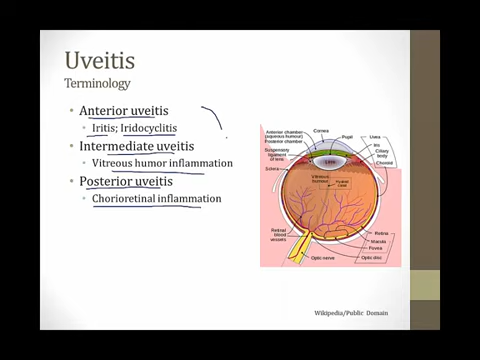 Uveitis
Terminology
• Anterior uveitis
• Iritis; Iridocyclitis
• Intermediate uveitis
• Vitreous humor inflammation
• Posterior uveitis
• Chorioretinal inflammation
Anterior chamber
(aqueous humour)
Posterior chamber
Cornea
Pupil
Uvea
Iris
Ciliary
body
Choroid
Suspensory
ligament
of lens
Lens
Sclera
Vitreous
humour
Hyaloid
canal
Retinal
blood
vessels
Retina
Macula
Fovea
Optic disc
Optic nerve
Wikipedia/Public Domain